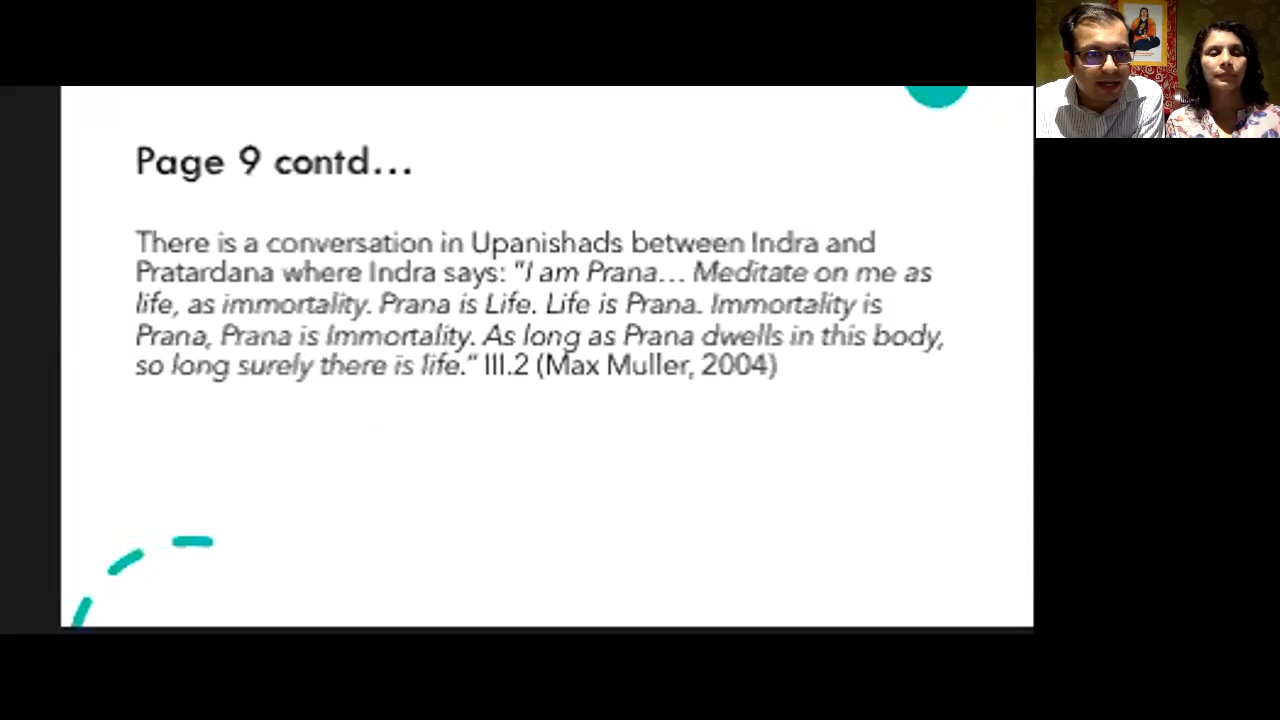 Page 9 contd...
There is a conversation in Upanishads between Indra and
Pratardana where Indra says: "I am Prana... Meditate on me as
life, as immortality. Prana is Life. Life is Prana. Immortality is
Prana, Prana is Immortality. As long as Prana dwells in this body,
so long surely there is life." III.2 (Max Muller, 2004)